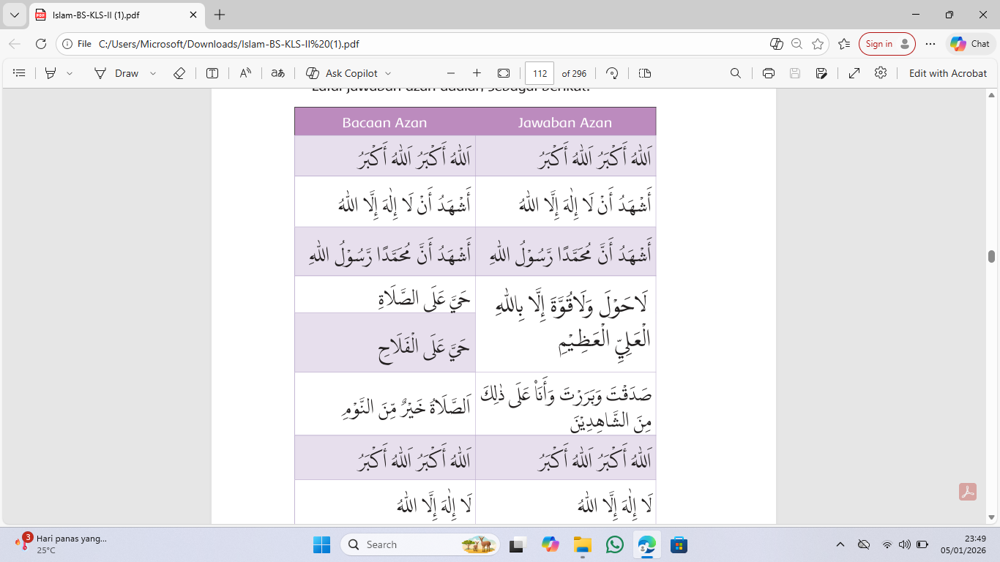 Islam-BS-KLS-II (1).pdf
File C:/Users/Microsoft/Downloads/Islam-BS-KLS-II%20(1).pdf
Sign in
Chat
Draw
Ask Copilot
112 of 296
Edit with Acrobat
Lafal jawaban azan adalah, sebagai berikut.
Bacaan Azan Jawaban Azan
اَللّٰهُ أَكْبَرُ اَللّٰهُ أَكْبَرُ
اَللّٰهُ أَكْبَرُ اَللّٰهُ أَكْبَرُ
أَشْهَدُ أَنْ لَا إِلٰهَ إِلَّا اللّٰهُ
أَشْهَدُ أَنْ لَا إِلٰهَ إِلَّا اللّٰهُ
أَشْهَدُ أَنَّ مُحَمَّدًا رَّسُوْلُ اللّٰهِ
أَشْهَدُ أَنَّ مُحَمَّدًا رَّسُوْلُ اللّٰهِ
حَيَّ عَلَى الصَّلَاةِ
حَيَّ عَلَى الْفَلَاحِ
لَاحَوْلَ وَلَاقُوَّةَ إِلَّا بِاللّٰهِ
الْعَلِيِّ الْعَظِيْمِ
اَلصَّلَاةُ خَيْرٌ مِّنَ النَّوْمِ
صَدَقْتَ وَبَرَرْتَ وَأَنَاْ عَلَى ذٰلِكَ
مِنَ الشَّاهِدِيْنَ
اَللّٰهُ أَكْبَرُ اَللّٰهُ أَكْبَرُ
اَللّٰهُ أَكْبَرُ اَللّٰهُ أَكْبَرُ
لَا إِلٰهَ إِلَّا اللّٰهُ
لَا إِلٰهَ إِلَّا اللّٰهُ
3
Hari panas yang...
25°C
Search
23:49
05/01/2026